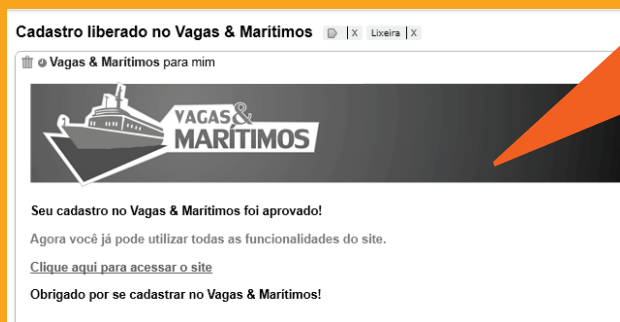 Cadastro liberado no Vagas & Marítimos X Lixeira X
Vagas & Marítimos para mim
VAGAS &
MARÍTIMOS
Seu cadastro no Vagas & Marítimos foi aprovado!
Agora você já pode utilizar todas as funcionalidades do site.
Clique aqui para acessar o site
Obrigado por se cadastrar no Vagas & Marítimos!